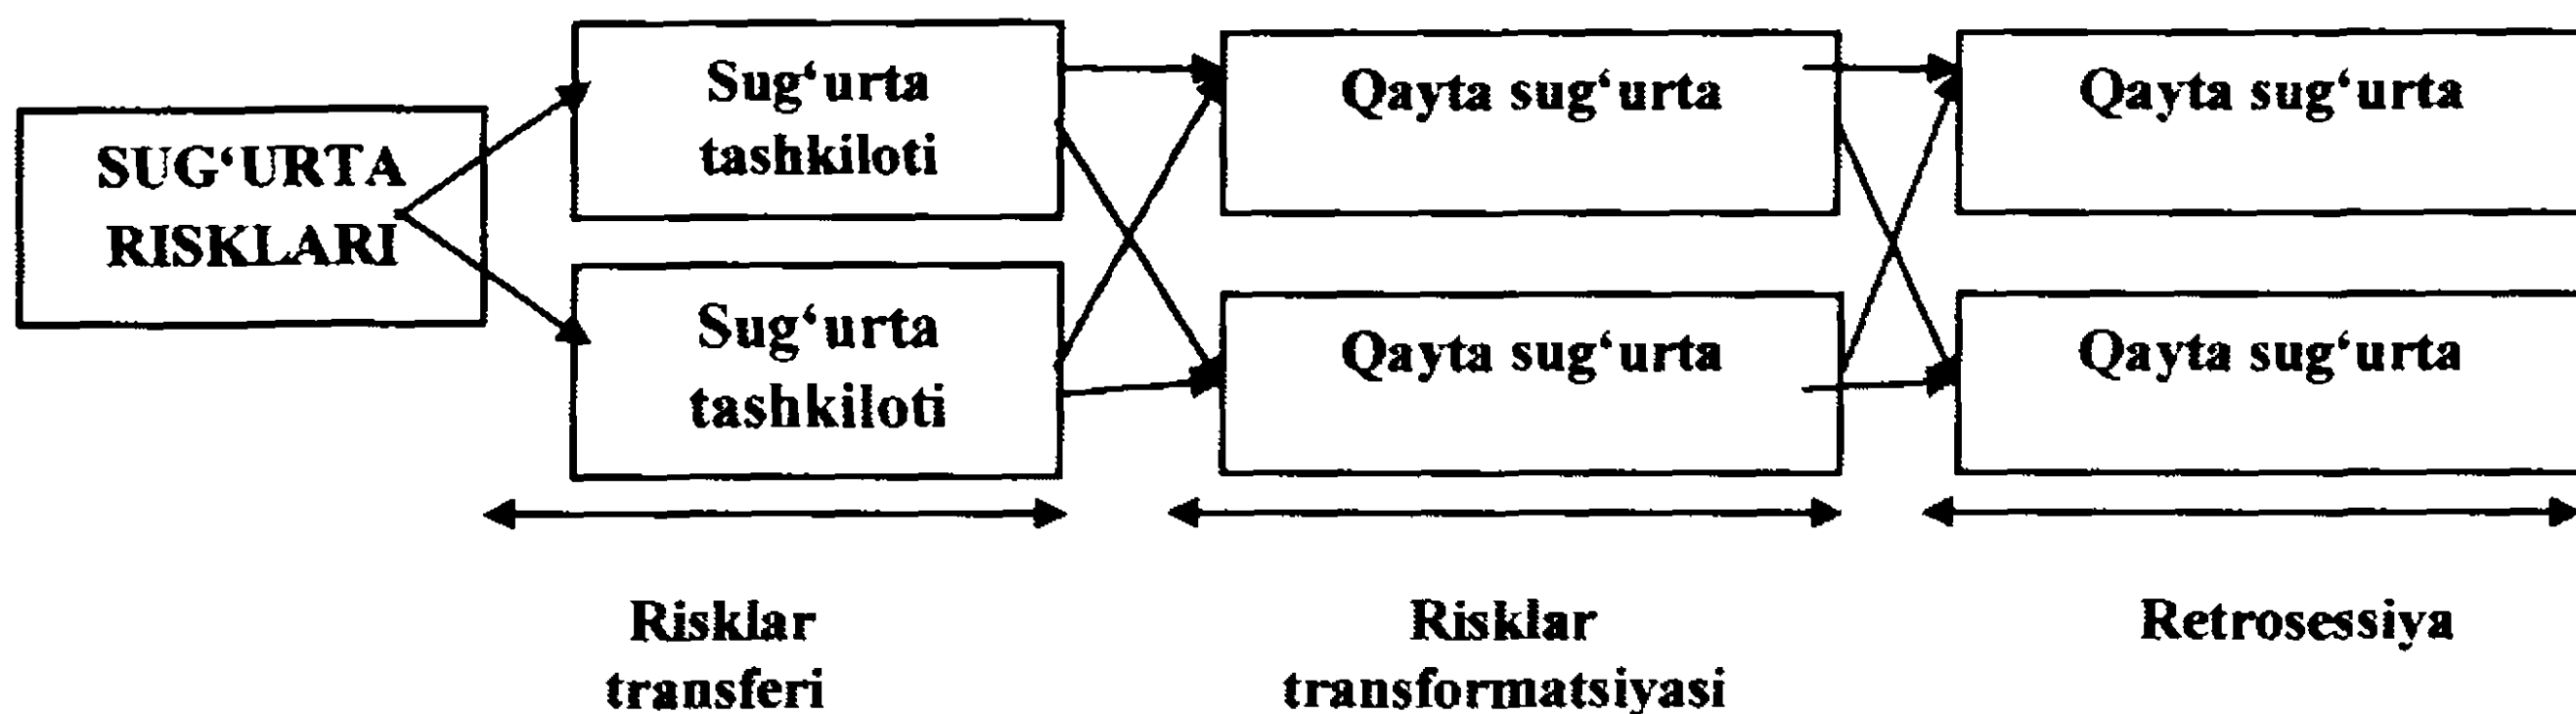 SUG‘URTA
RISKLARI
Sug‘urta
tashkiloti
Sug‘urta
tashkiloti
Qayta sug‘urta
Qayta sug‘urta
Qayta sug‘urta
Qayta sug‘urta
Risklar
transferi
Risklar
transformatsiyasi
Retrosessiya